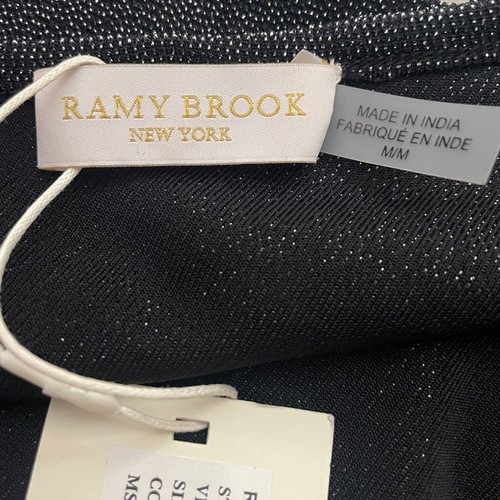 RAMY BROOK
NEW YORK
MADE IN INDIA
FABRIQUÉ EN INDE
M/M